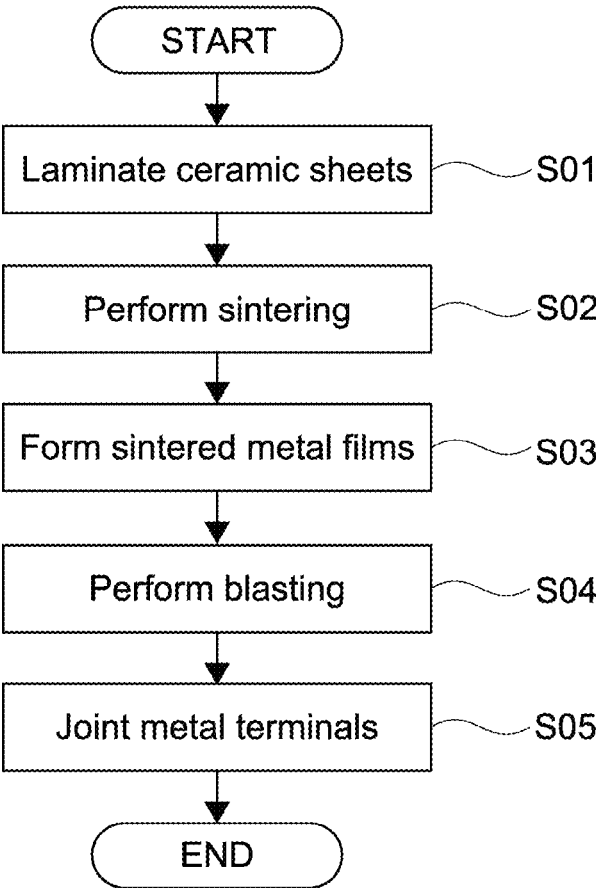 START
Laminate ceramic sheets S01
Perform sintering S02
Form sintered metal films S03
Perform blasting S04
Joint metal terminals S05
END